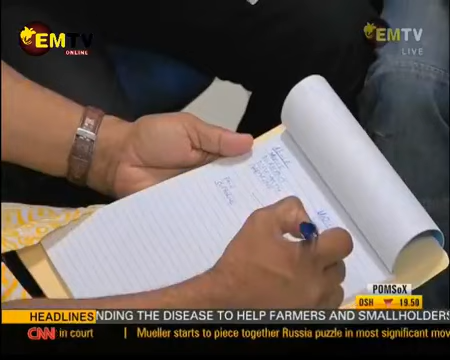 EMTV
ONLINE
EMTV
LIVE
POMSoX
OSH 19.50
HEADLINES NDING THE DISEASE TO HELP FARMERS AND SMALLHOLDERS
CNN in court Mueller starts to piece together Russia puzzle in most significant mov